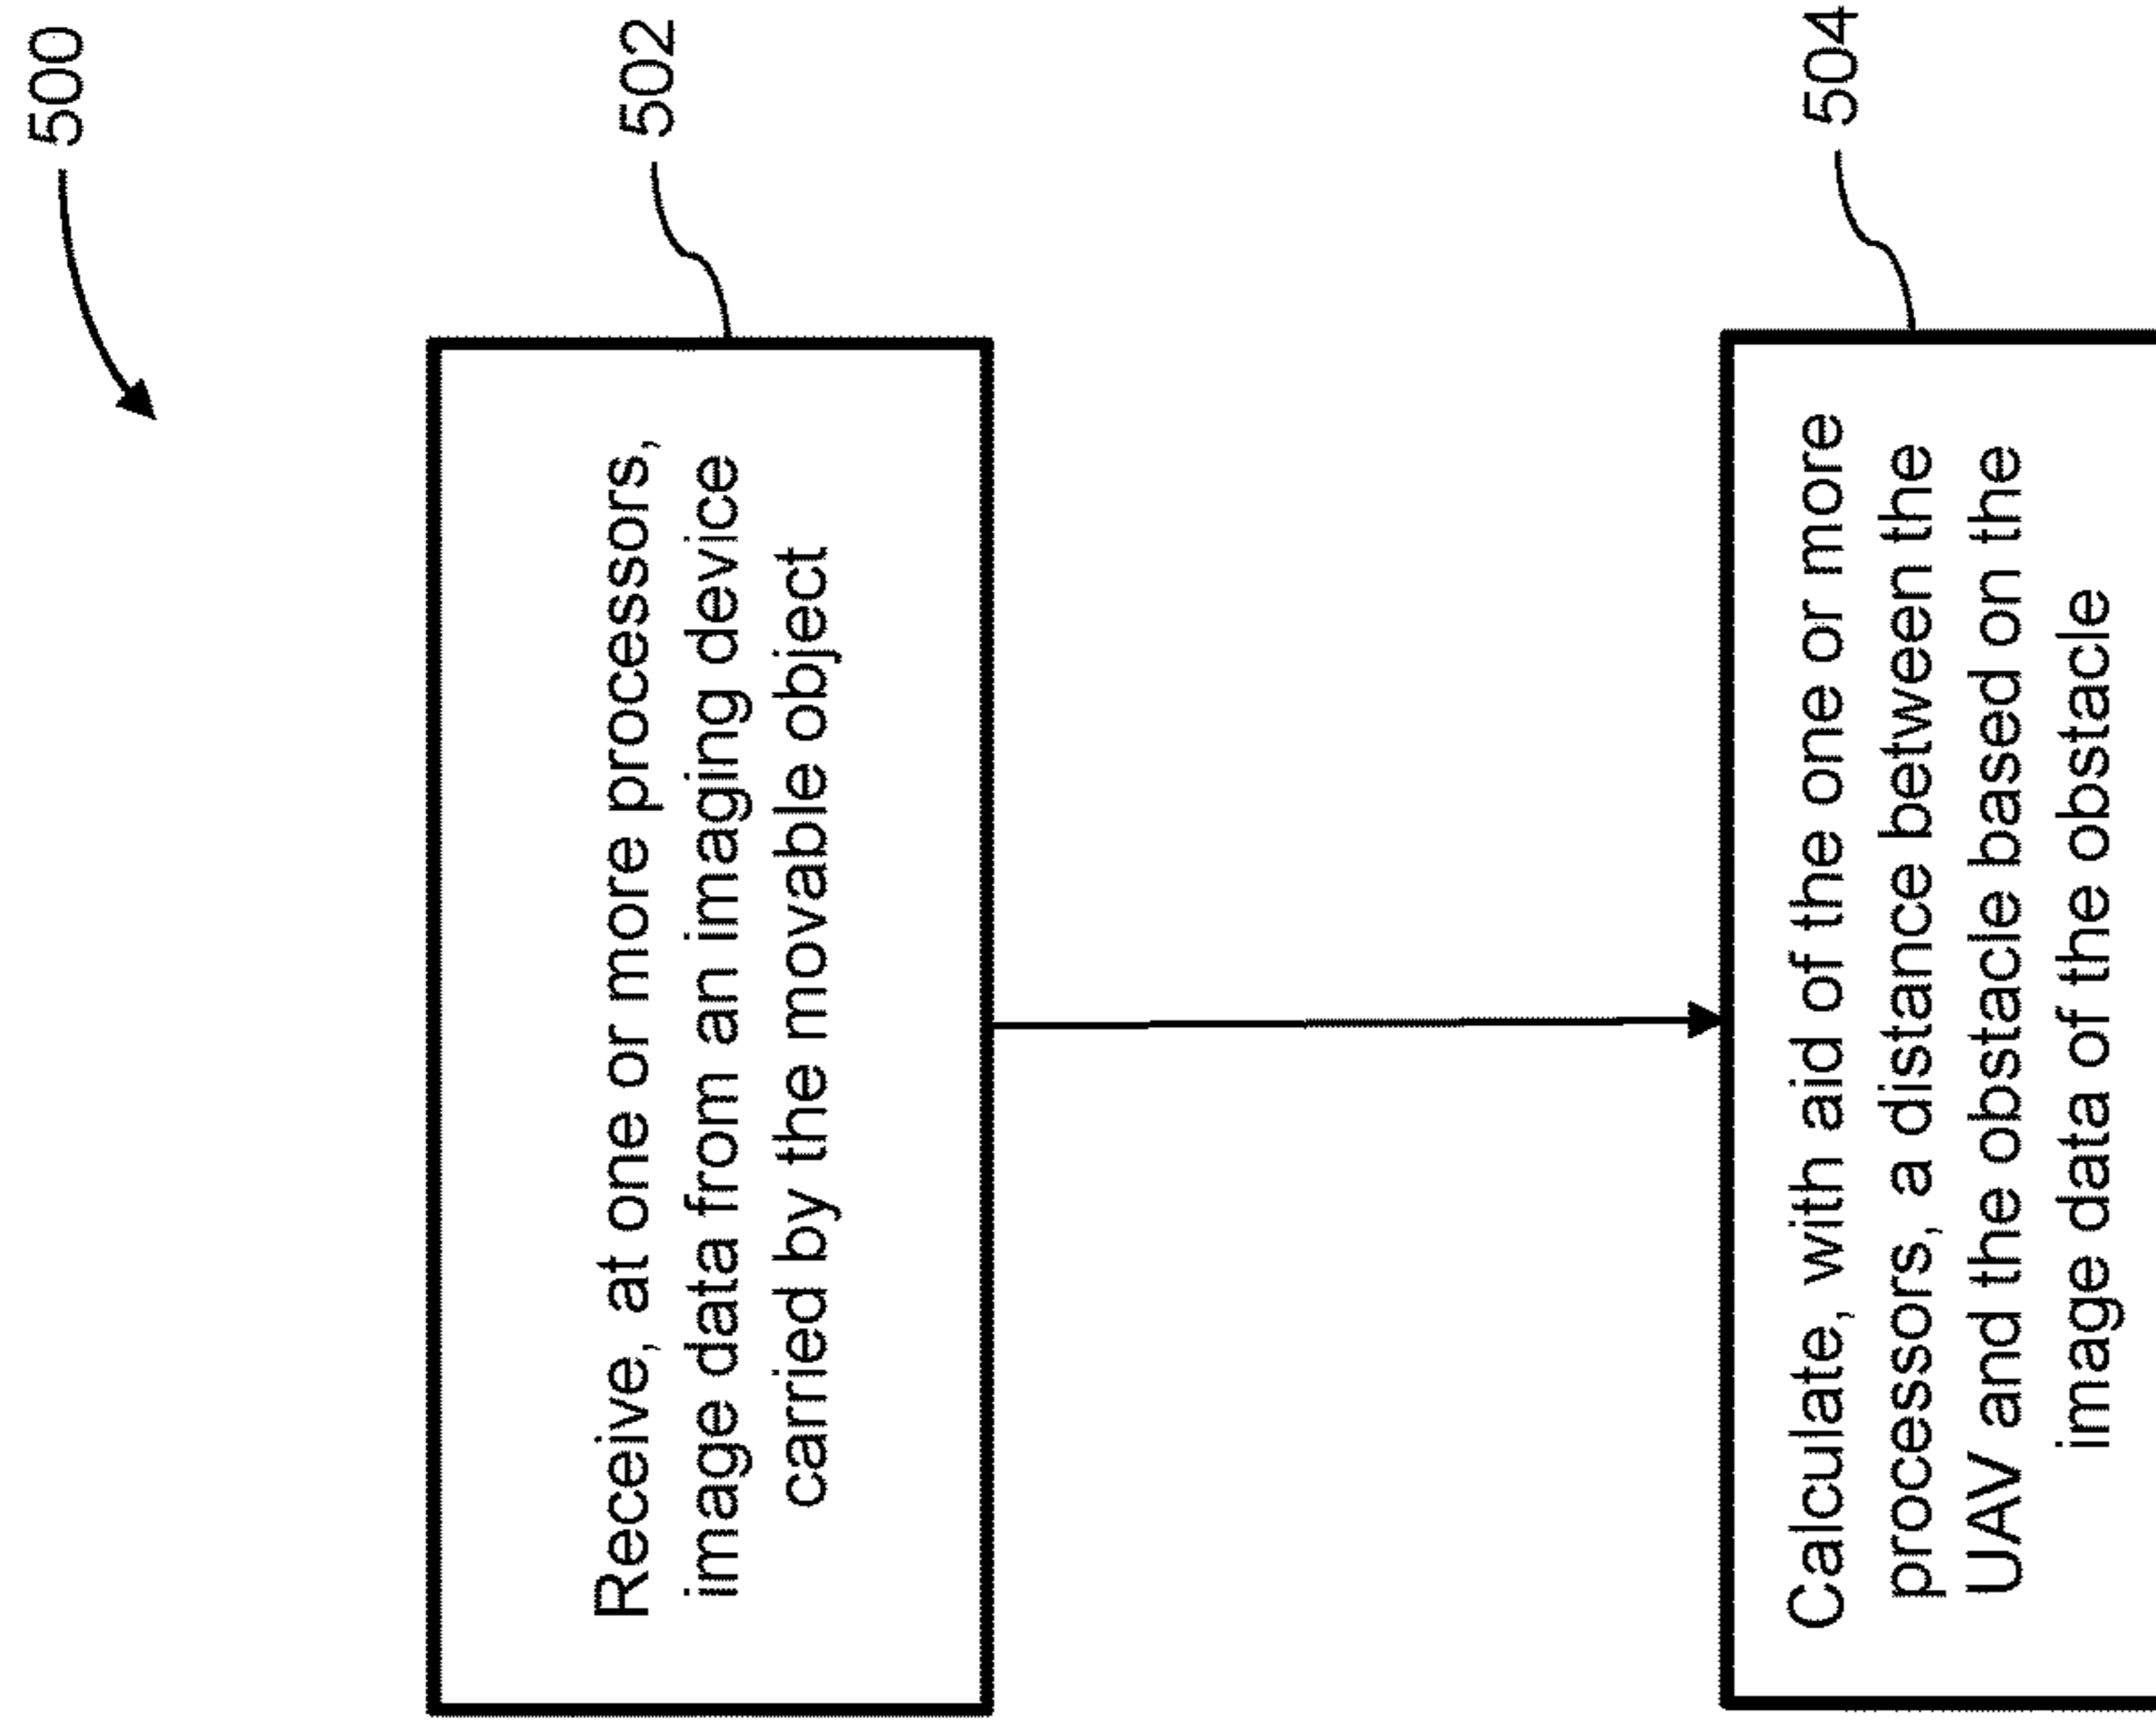 500
502
Receive, at one or more processors,
image data from an imaging device
carried by the movable object
504
Calculate, with aid of the one or more
processors, a distance between the
UAV and the obstacle based on the
image data of the obstacle